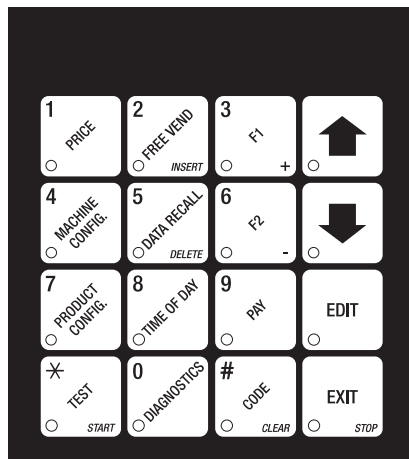 1
PRICE
2
FREE VEND
INSERT
3
F1
+
4
MACHINE
CONFIG.
5
DATA RECALL
DELETE
6
F2
-
7
PRODUCT
CONFIG.
8
TIME OF DAY
9
PAY
EDIT
*
TEST
START
0
DIAGNOSTICS
#
CODE
CLEAR
EXIT
STOP